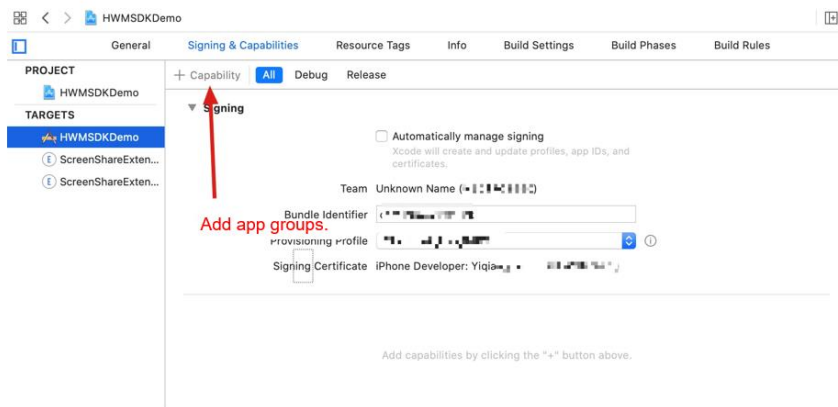 HWMSDKDemo
General Signing & Capabilities Resource Tags Info Build Settings Build Phases Build Rules
PROJECT
HWMSDKDemo
TARGETS
HWMSDKDemo
E ScreenShareExten...
E ScreenShareExten...
+ Capability All Debug Release
Signing
Automatically manage signing
Xcode will create and update profiles, app IDs, and
certificates.
Team Unknown Name (
Bundle Identifier
Add app groups.
Provisioning Profile
Signing Certificate iPhone Developer: Yiqia
Add capabilities by clicking the "+" button above.